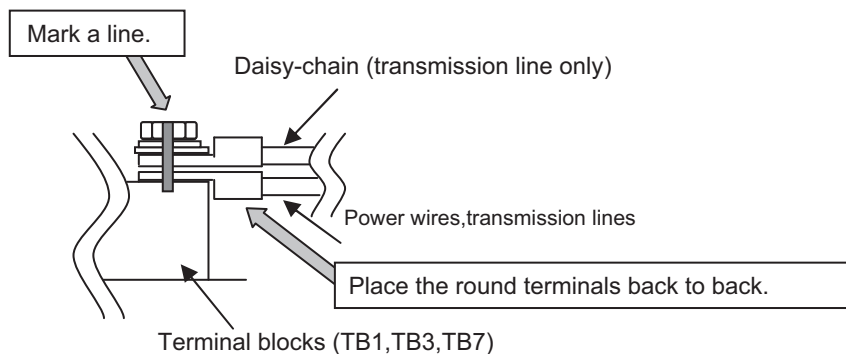 Mark a line.
Daisy-chain (transmission line only)
Power wires,transmission lines
Place the round terminals back to back.
Terminal blocks (TB1,TB3,TB7)